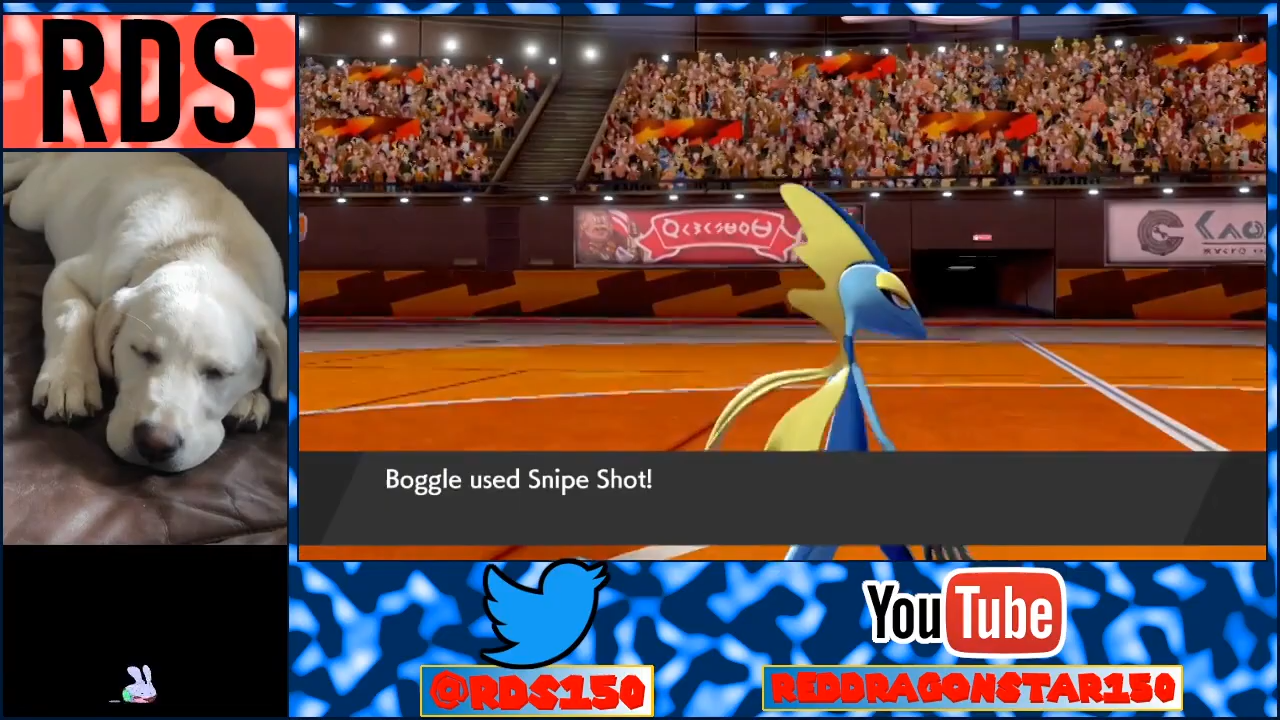 RDS
Boggle used Snipe Shot!
You Tube
@RDS150
REDDRAGONSTAR150